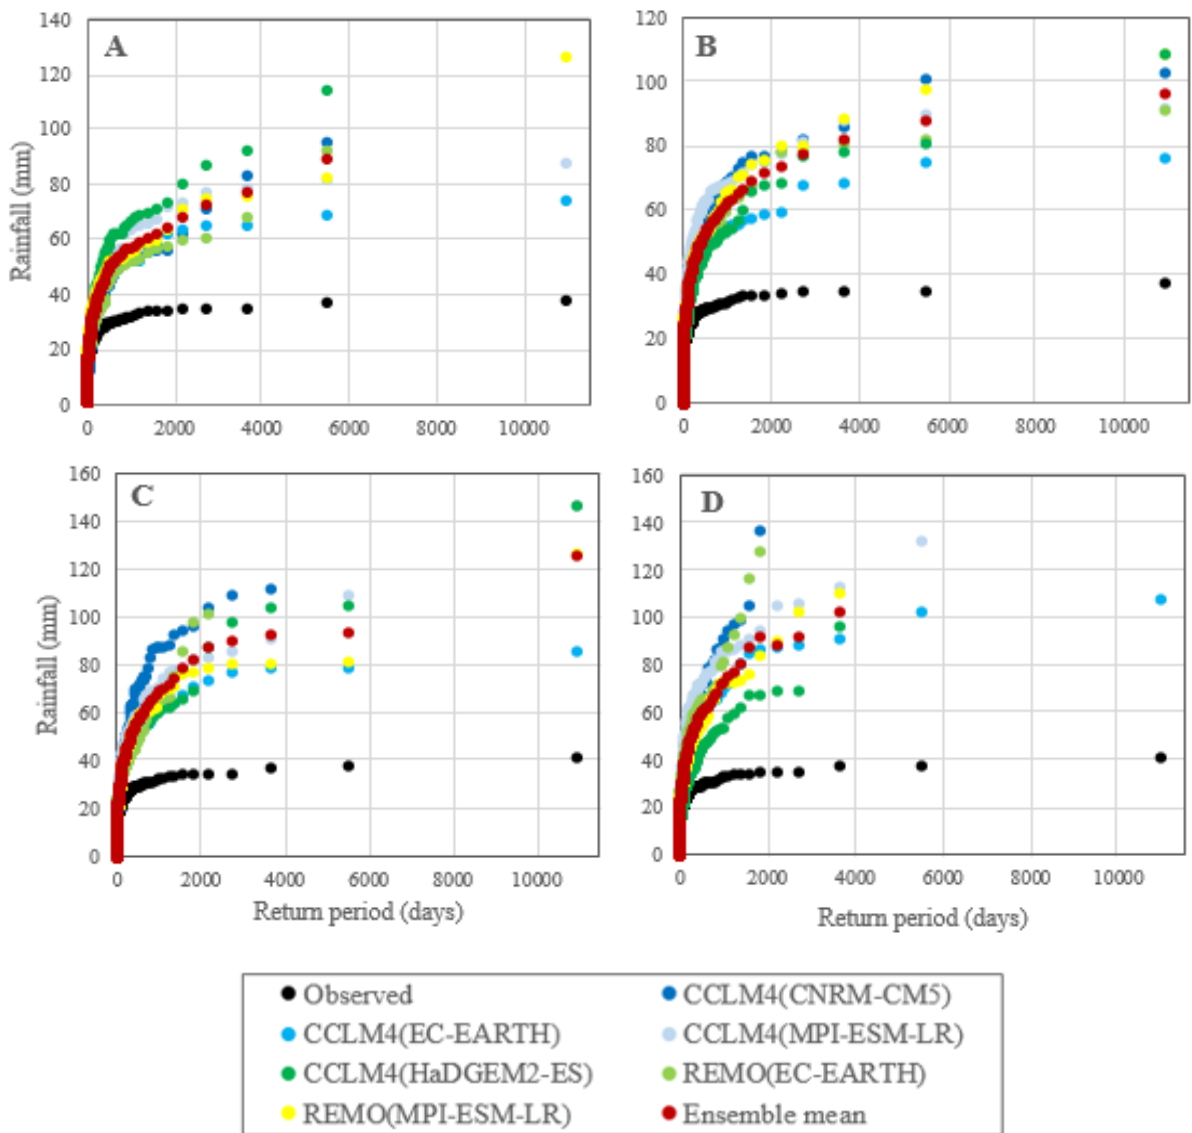 A
Rainfall (mm)
140
120
100
80
60
40
20
0
0 2000 4000 6000 8000 10000
B
120
100
80
60
40
20
0
0 2000 4000 6000 8000 10000
C
Rainfall (mm)
160
140
120
100
80
60
40
20
0
0 2000 4000 6000 8000 10000
Return period (days)
D
160
140
120
100
80
60
40
20
0
0 2000 4000 6000 8000 10000
Return period (days)
Observed
CCLM4(CNRM-CM5)
CCLM4(EC-EARTH)
CCLM4(MPI-ESM-LR)
CCLM4(HaDGEM2-ES)
REMO(EC-EARTH)
REMO(MPI-ESM-LR)
Ensemble mean